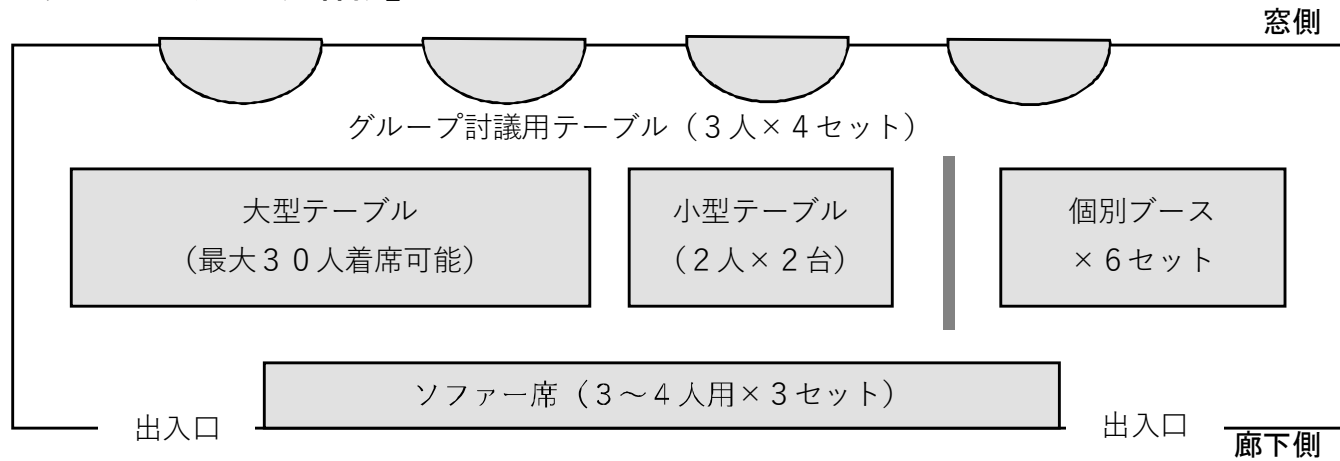 窓側
グループ討議用テーブル（３人×４セット）
大型テーブル
（最大３０人着席可能）
小型テーブル
（２人×２台）
個別ブース
×６セット
ソファー席（３～４人用×３セット）
出入口
出入口
廊下側